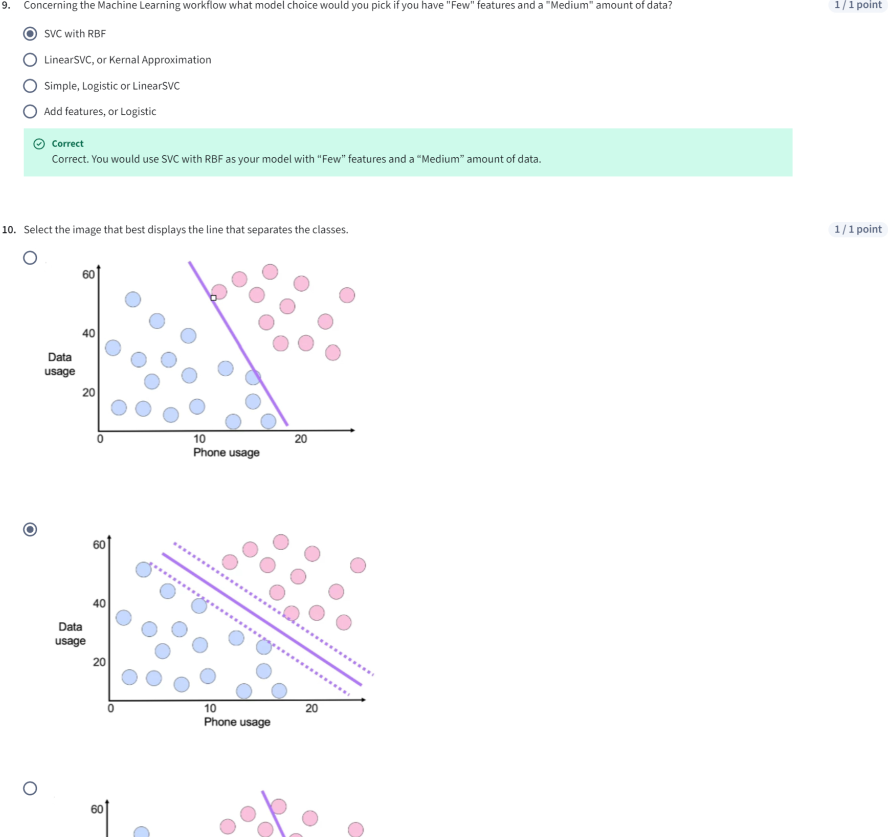 9. Concerning the Machine Learning workflow what model choice would you pick if you have "Few" features and a "Medium" amount of data?
1 / 1 point
SVC with RBF
LinearSVC, or Kernal Approximation
Simple, Logistic or LinearSVC
Add features, or Logistic
Correct
Correct. You would use SVC with RBF as your model with "Few" features and a "Medium" amount of data.
10. Select the image that best displays the line that separates the classes.
1 / 1 point
60
40
Data
usage
20
0 10 20
Phone usage
60
40
Data
usage
20
0 10 20
Phone usage
60